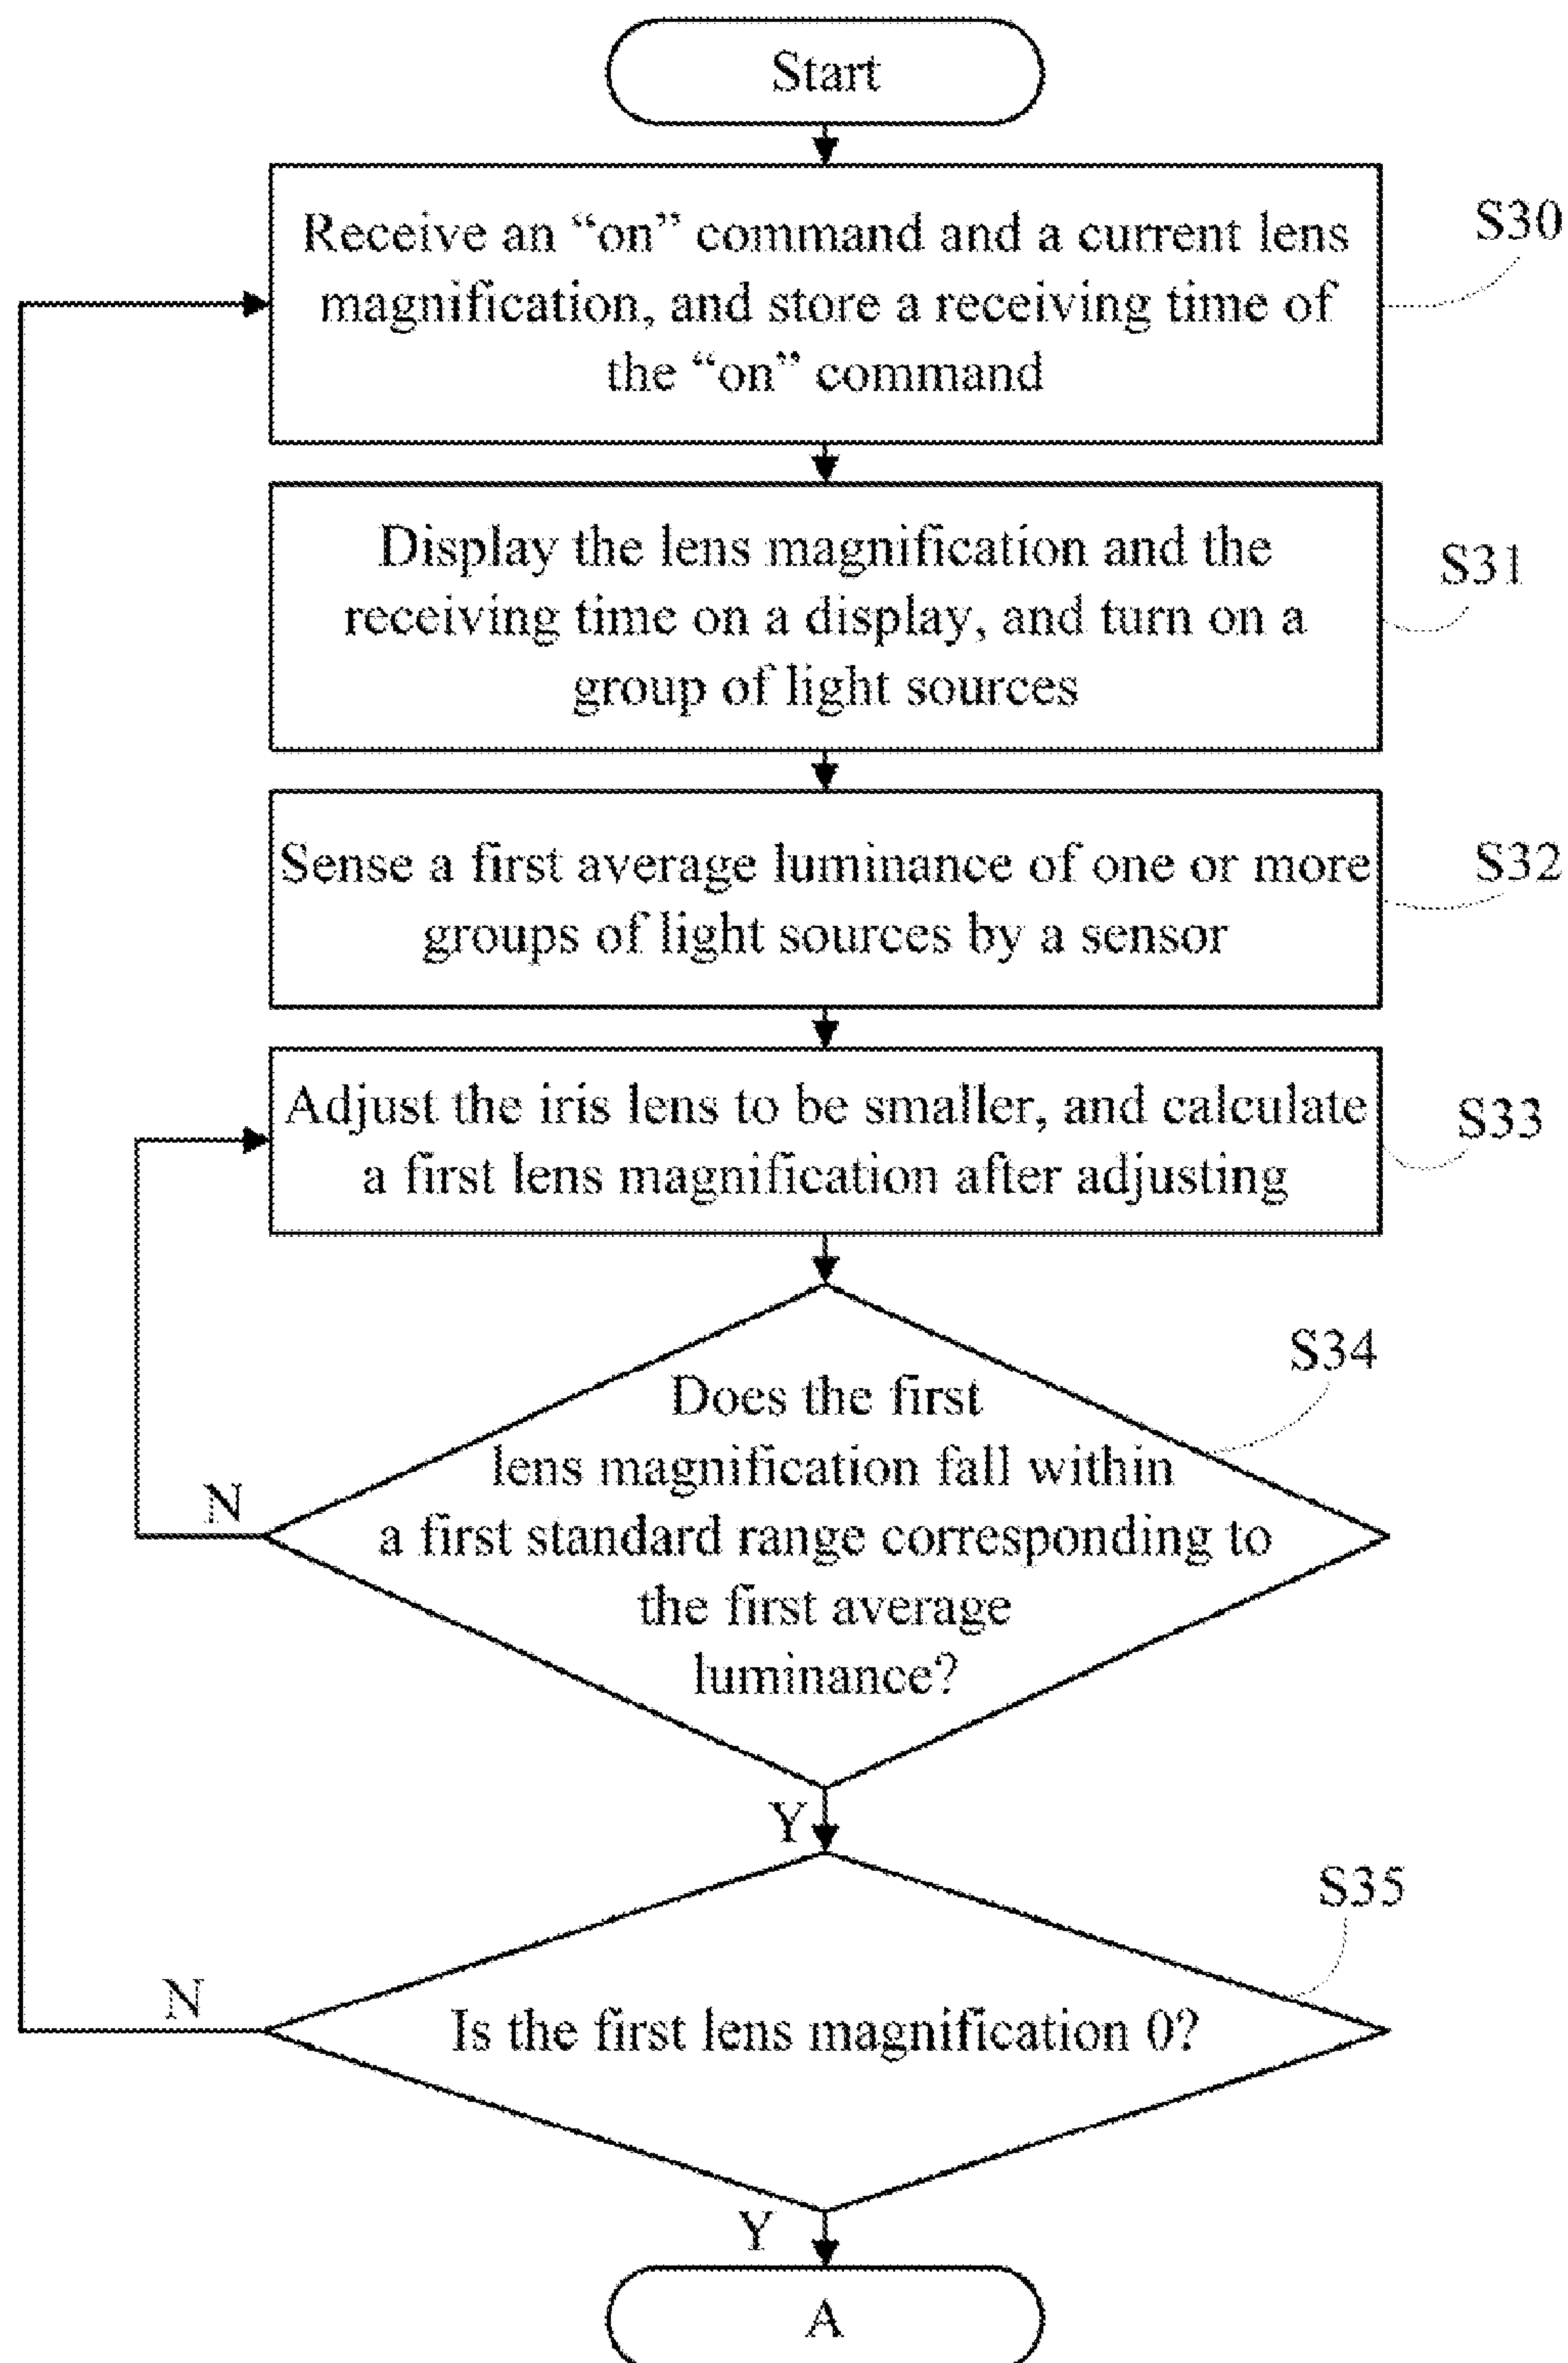 Start
Receive an “on” command and a current lens
magnification, and store a receiving time of
the “on” command
S30
Display the lens magnification and the
receiving time on a display, and turn on a
group of light sources
S31
Sense a first average luminance of one or more
groups of light sources by a sensor
S32
Adjust the iris lens to be smaller, and calculate
a first lens magnification after adjusting
S33
Does the first
lens magnification fall within
a first standard range corresponding to
the first average
luminance?
S34
N
Y
Is the first lens magnification 0?
S35
N
Y
A